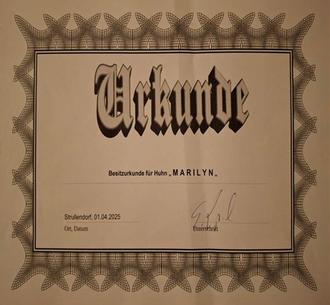 Urkunde
Besitzurkunde für Huhn „MARILYN„
Strullendorf, 01.04.2025
Ort, Datum
Unterschrift